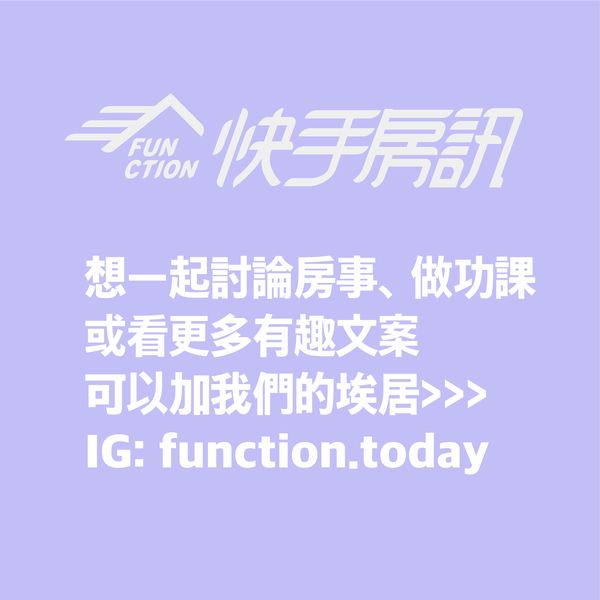 FUN
CTION
快手房訊
想一起討論房事、做功課
或看更多有趣文案
可以加我們的埃居>>>
IG: function.today